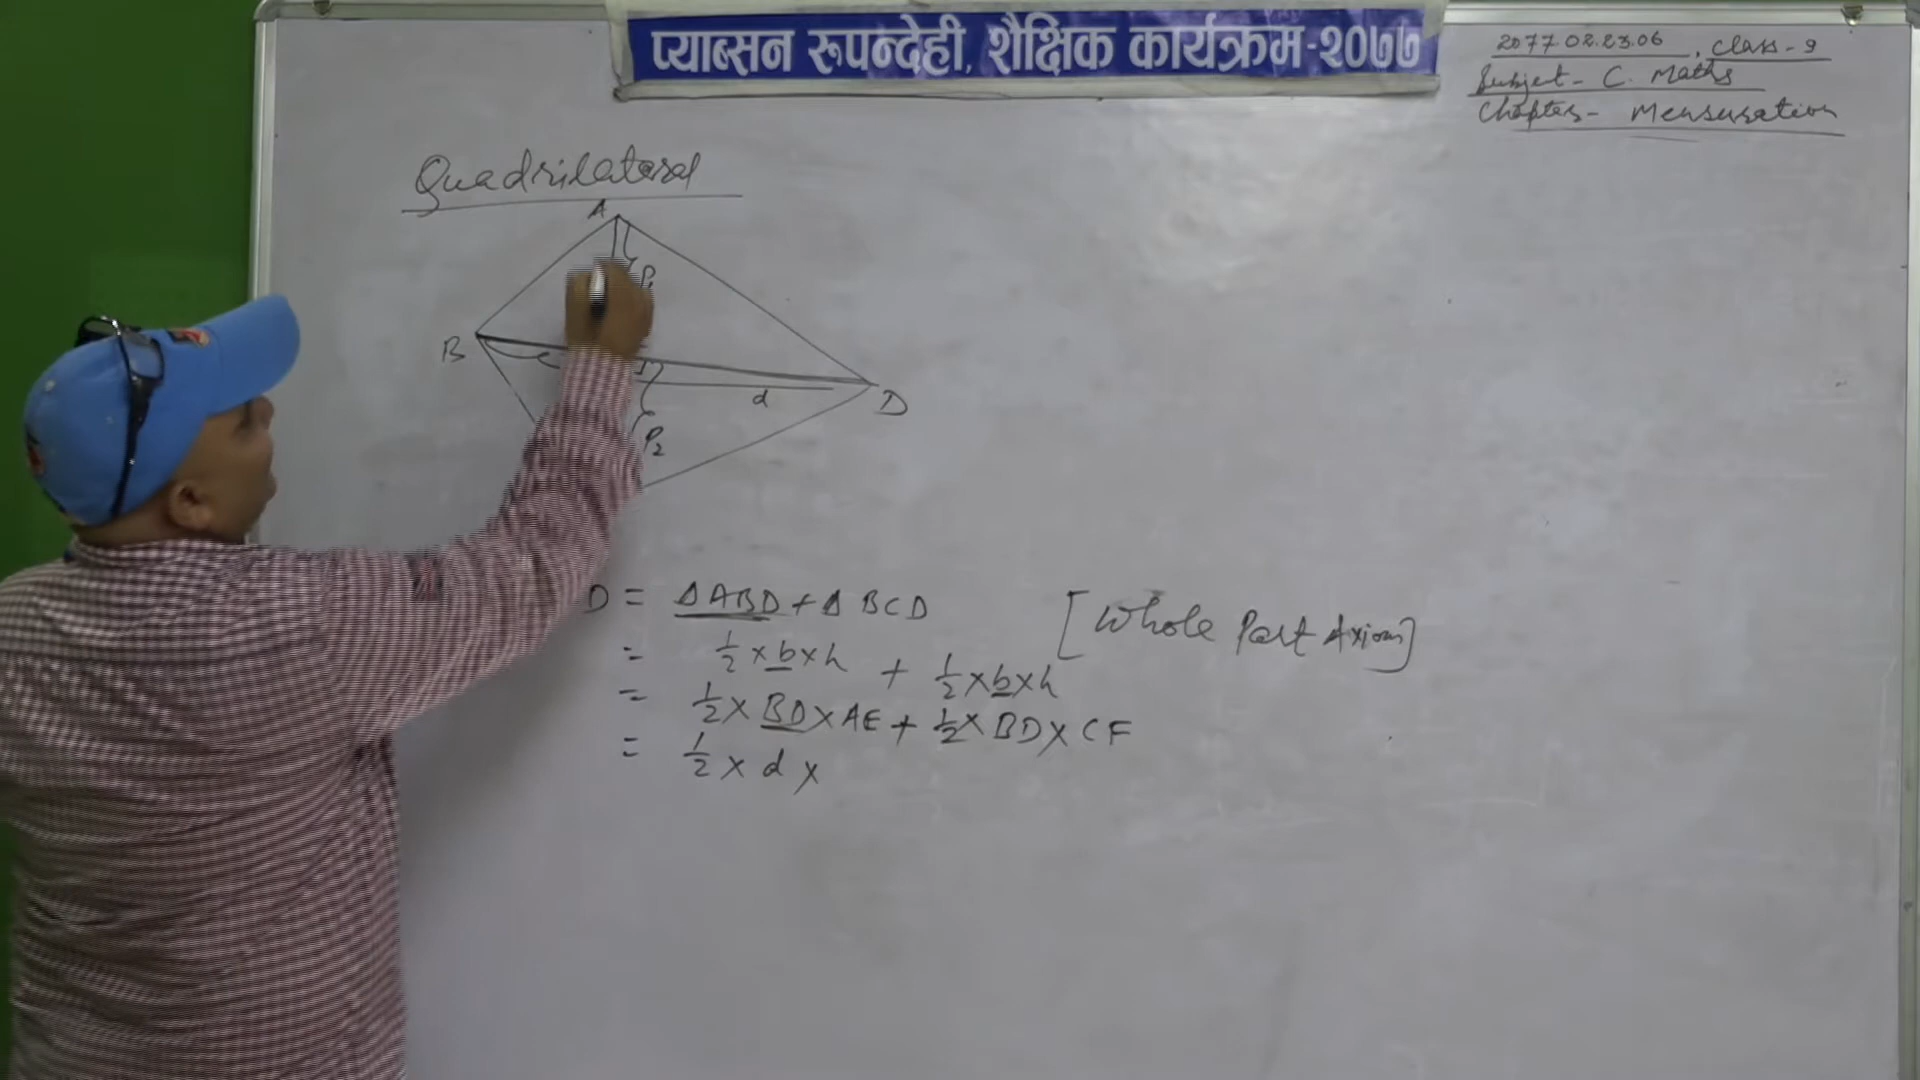 प्याब्सन रूपन्देही, शैक्षिक कार्यक्रम-२०७७
2077.02.23.06, Class-9
Subject- C. Maths
Chapter- Mensuration
Quadrilateral
A
P₁
B
d
D
P₂
D = Δ ABD + Δ BCD [Whole Part Axiom]
= 1/2 × b × h + 1/2 × b × h
= 1/2 × BD × AE + 1/2 × BD × CF
= 1/2 × d ×